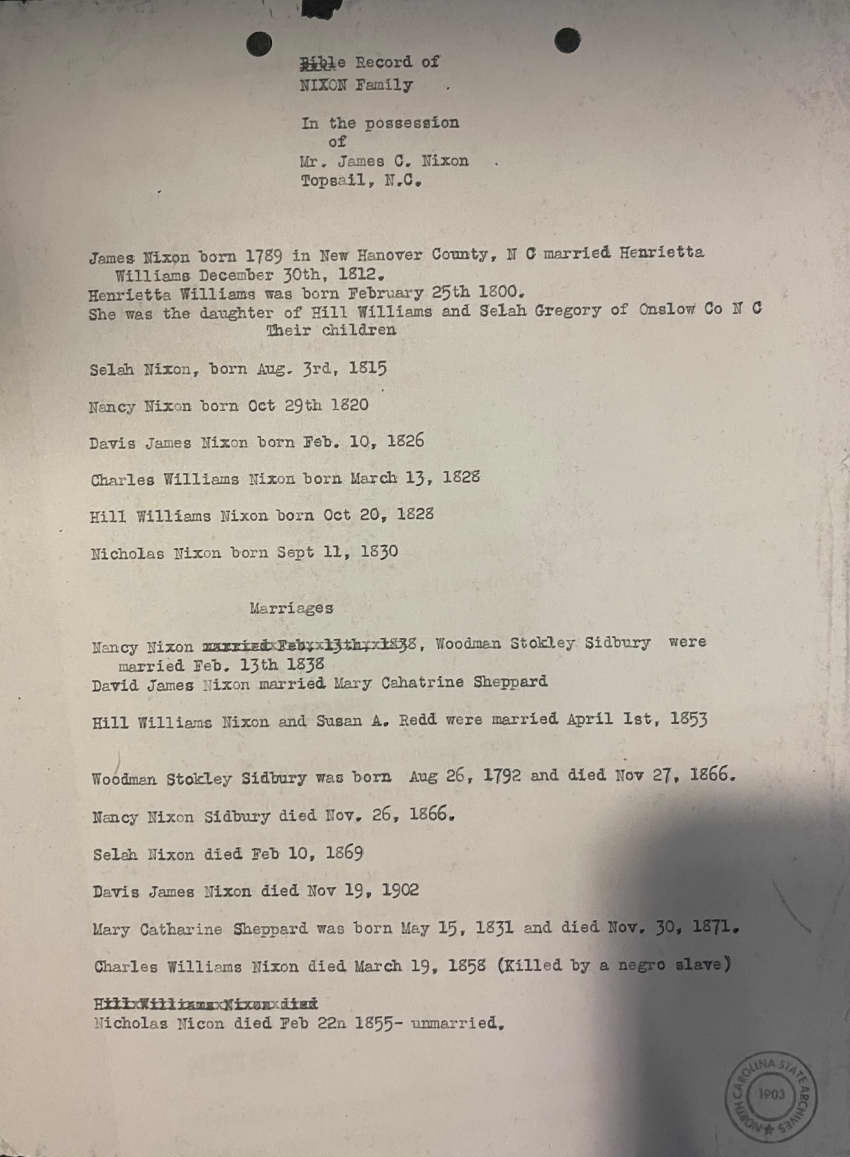 Bible Record of
NIXON Family
In the possession
of
Mr. James C. Nixon
Topsail, N.C.
James Nixon born 1789 in New Hanover County, N C married Henrietta
Williams December 30th, 1812.
Henrietta Williams was born February 25th 1800.
She was the daughter of Hill Williams and Selah Gregory of Onslow Co N C
Their children
Selah Nixon, born Aug. 3rd, 1815
Nancy Nixon born Oct 29th 1820
Davis James Nixon born Feb. 10, 1826
Charles Williams Nixon born March 13, 1828
Hill Williams Nixon born Oct 20, 1828
Nicholas Nixon born Sept 11, 1830
Marriages
Nancy Nixon married Feb. 13th, 1838, Woodman Stokley Sidbury were
married Feb. 13th 1838
David James Nixon married Mary Cahatrine Sheppard
Hill Williams Nixon and Susan A. Redd were married April 1st, 1853
Woodman Stokley Sidbury was born Aug 26, 1792 and died Nov 27, 1866.
Nancy Nixon Sidbury died Nov. 26, 1866.
Selah Nixon died Feb 10, 1869
Davis James Nixon died Nov 19, 1902
Mary Catharine Sheppard was born May 15, 1831 and died Nov. 30, 1871.
Charles Williams Nixon died March 19, 1858 (Killed by a negro slave)
Hill Williams Nixon died
Nicholas Nicon died Feb 22n 1855- unmarried.
NORTH CAROLINA STATE ARCHIVES
1903